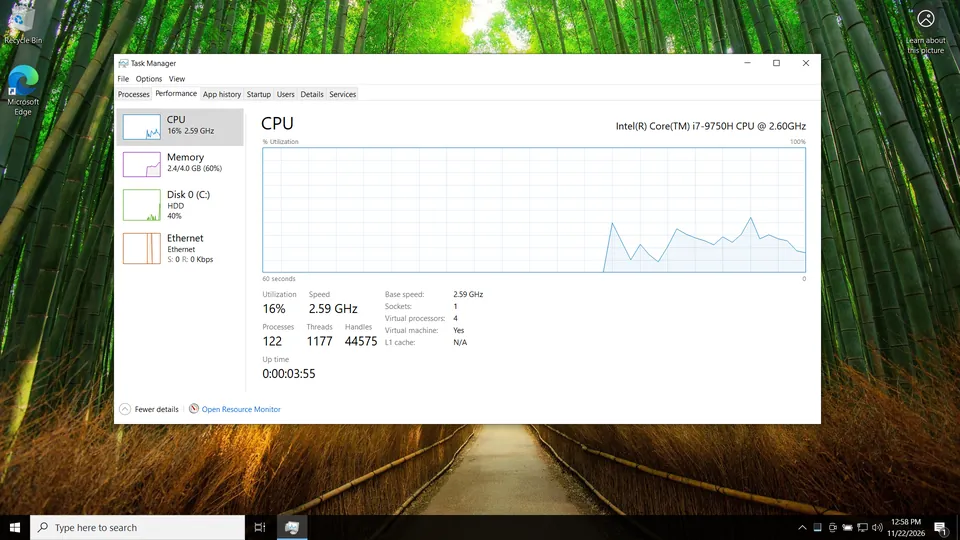 Recycle Bin
Microsoft
Edge
Learn about
this picture
Task Manager
File Options View
Processes Performance App history Startup Users Details Services
CPU
16% 2.59 GHz
Memory
2.4/4.0 GB (60%)
Disk 0 (C:)
HDD
40%
Ethernet
Ethernet
S: 0 R: 0 Kbps
CPU
Intel(R) Core(TM) i7-9750H CPU @ 2.60GHz
% Utilization 100%
60 seconds 0
Utilization Speed
16% 2.59 GHz
Processes Threads Handles
122 1177 44575
Up time
0:00:03:55
Base speed: 2.59 GHz
Sockets: 1
Virtual processors: 4
Virtual machine: Yes
L1 cache: N/A
Fewer details Open Resource Monitor
Type here to search
12:58 PM
11/22/2026
1